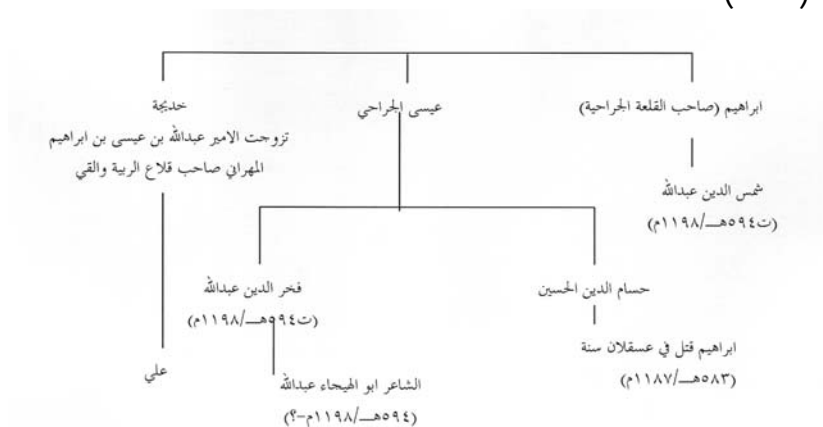 ابراهيم (صاحب القلعة الجراحية)
عيسى الجراحي
خديجة
تزوجت الامير عبدالله بن عيسى بن ابراهيم
المهراني صاحب قلاع الربية والقي
شمس الدين عبدالله
(ت٥٩٤هـ/١١٩٨م)
حسام الدين الحسين
فخر الدين عبدالله
(ت٥٩٤هـ/١١٩٨م)
ابراهيم قتل في عسقلان سنة
(٥٨٣هـ/١١٨٧م)
الشاعر ابو الهيجاء عبدالله
(٥٩٤هـ/١١٩٨م-؟)
علي